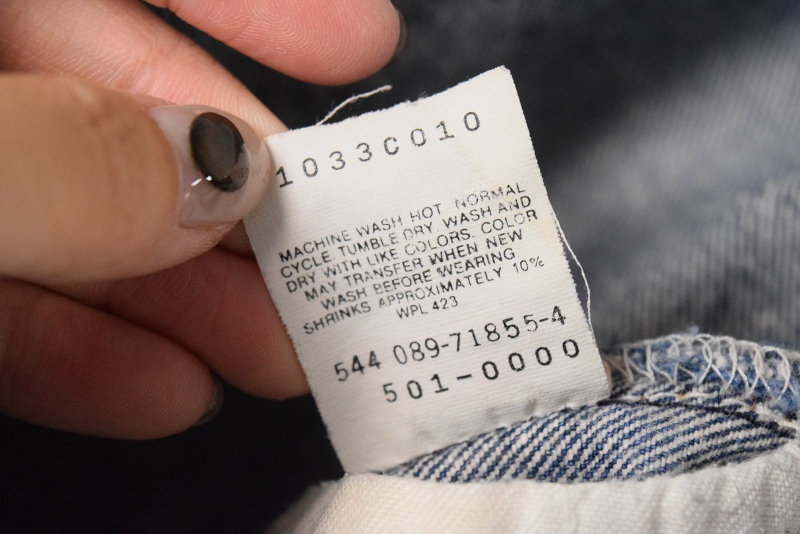 1033C010
MACHINE WASH HOT NORMAL
CYCLE. TUMBLE DRY. WASH AND
DRY WITH LIKE COLORS. COLOR
MAY TRANSFER WHEN NEW
WASH BEFORE WEARING.
SHRINKS APPROXIMATELY 10%
WPL 423
544 089-71855-4
501-0000